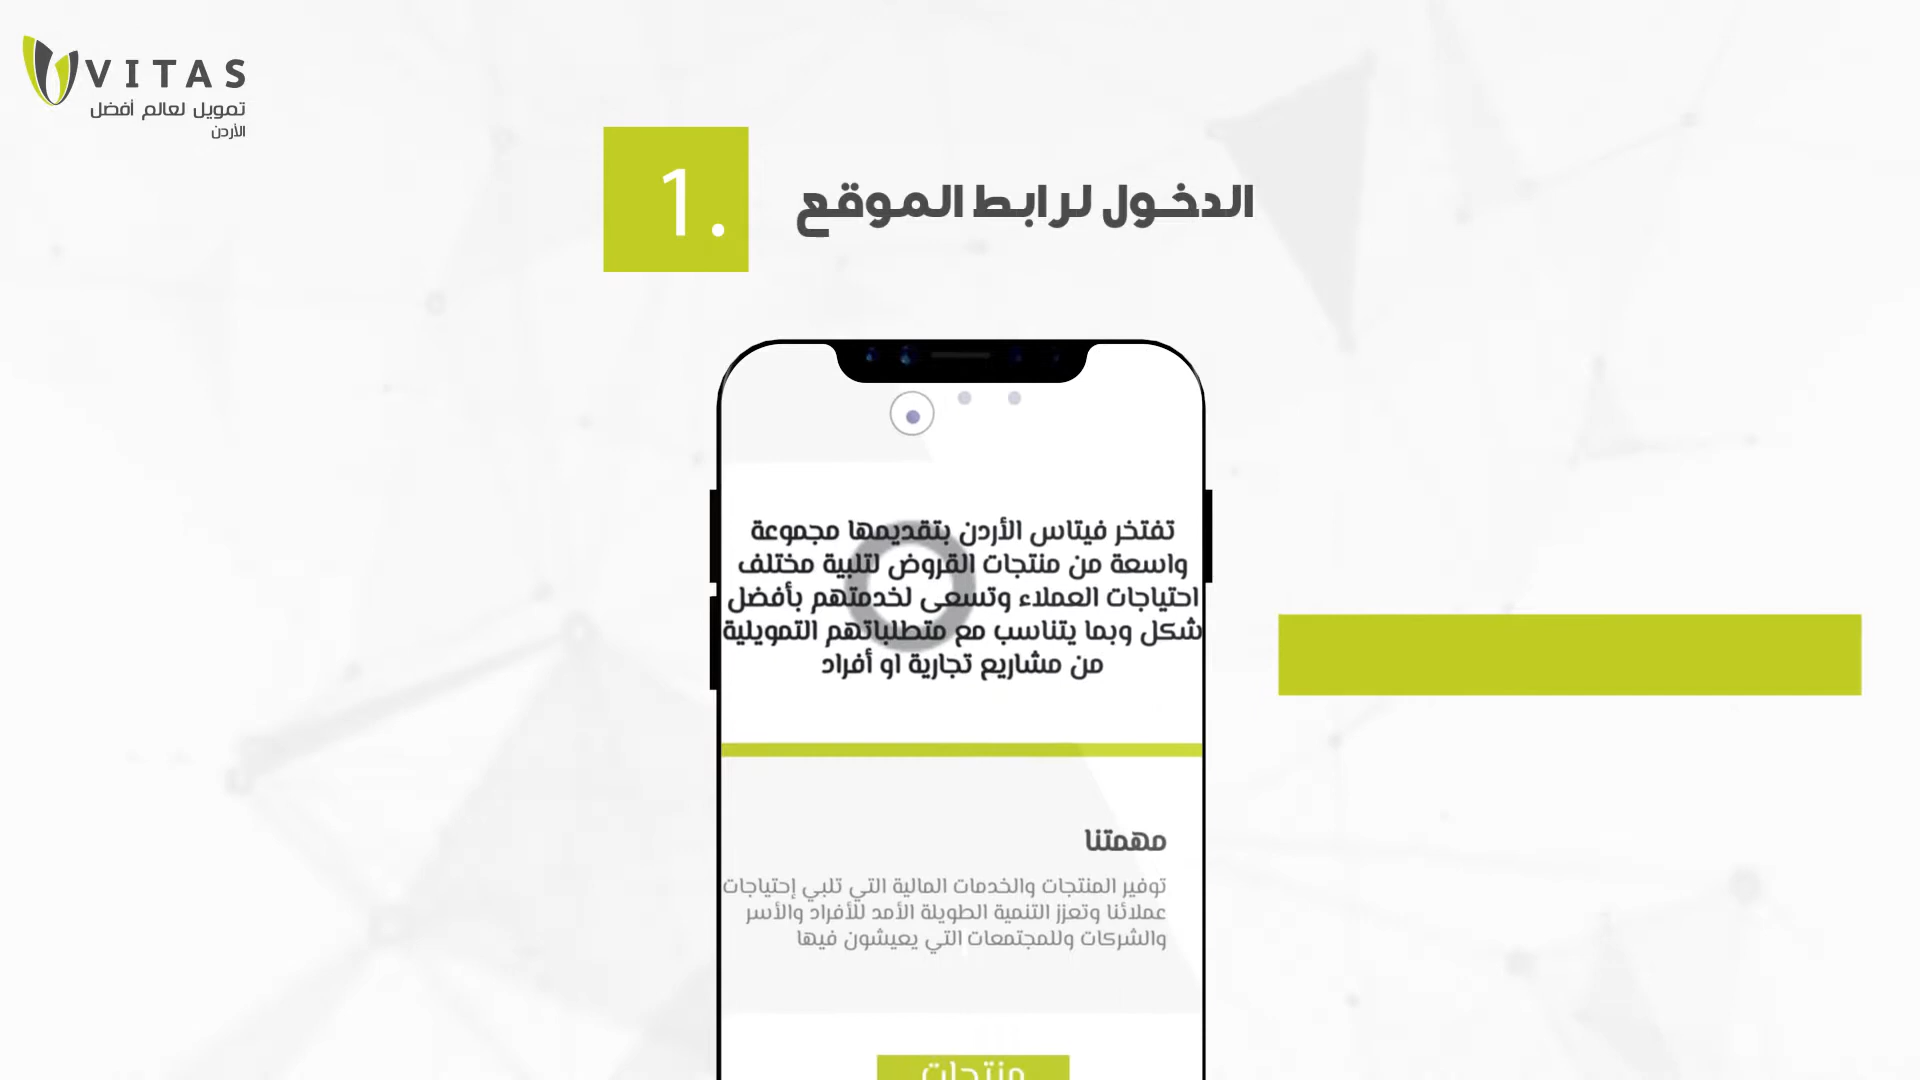 VITAS
تمويل لعالم أفضل
الأردن
1.
الدخول لرابط الموقع
تفتخر فيتاس الأردن بتقديمها مجموعة
واسعة من منتجات القروض لتلبية مختلف
احتياجات العملاء وتسعى لخدمتهم بأفضل
شكل وبما يتناسب مع متطلباتهم التمويلية
من مشاريع تجارية او أفراد
مهمتنا
توفير المنتجات والخدمات المالية التي تلبي إحتياجات
عملائنا وتعزز التنمية الطويلة الأمد للأفراد والأسر
والشركات وللمجتمعات التي يعيشون فيها
منتجات